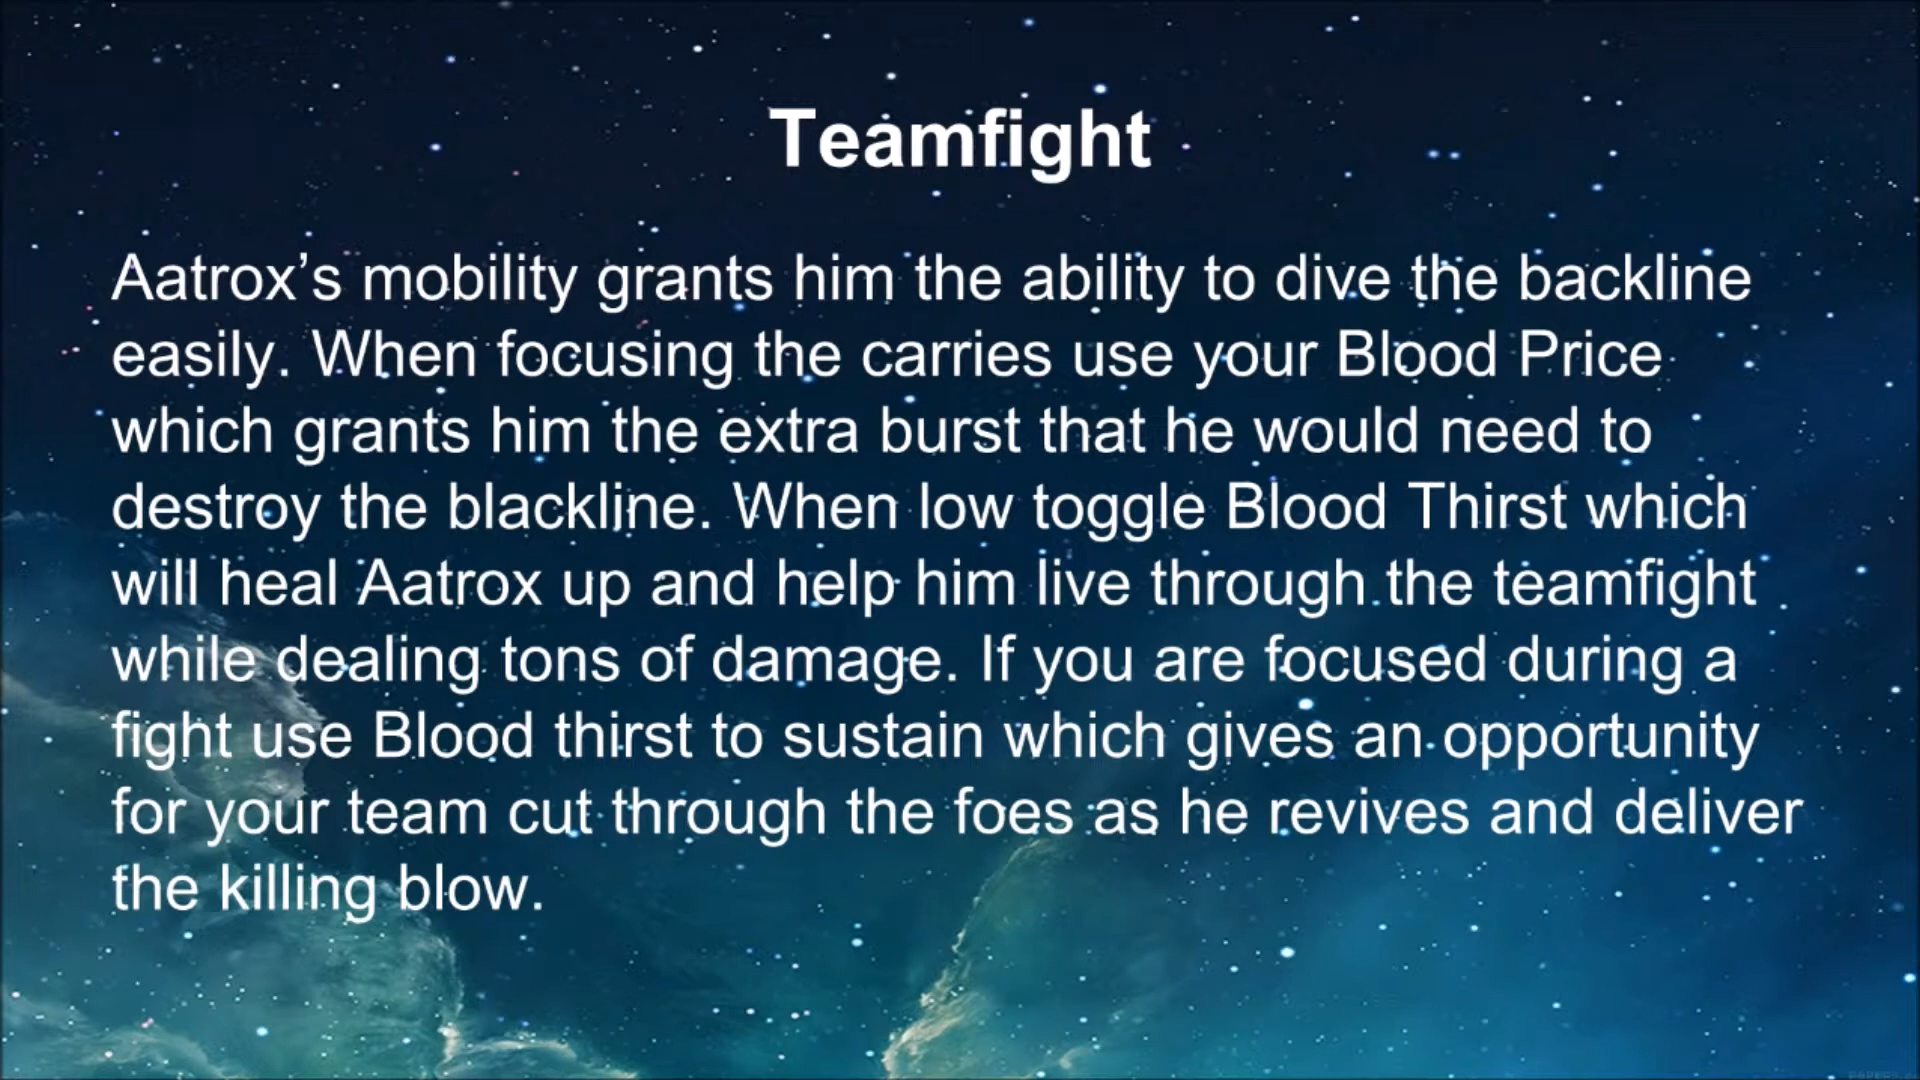 Teamfight
Aatrox’s mobility grants him the ability to dive the backline
easily. When focusing the carries use your Blood Price
which grants him the extra burst that he would need to
destroy the blackline. When low toggle Blood Thirst which
will heal Aatrox up and help him live through the teamfight
while dealing tons of damage. If you are focused during a
fight use Blood thirst to sustain which gives an opportunity
for your team cut through the foes as he revives and deliver
the killing blow.